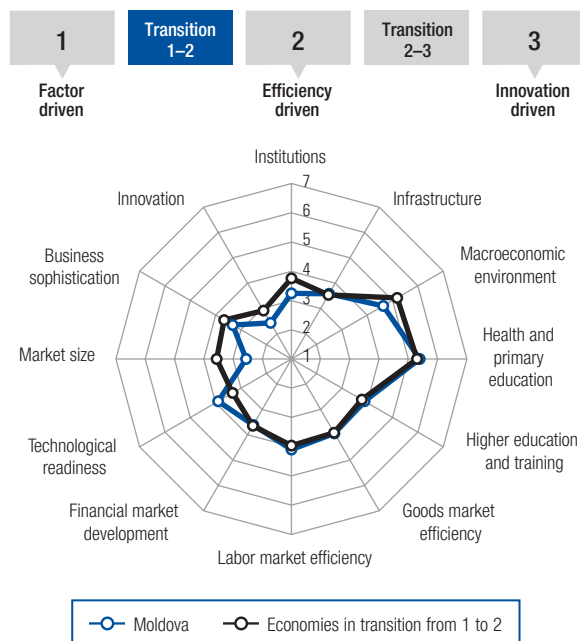 1
Transition
1–2
2
Transition
2–3
3
Factor
driven
Efficiency
driven
Innovation
driven
Institutions
7
Innovation
6
Infrastructure
5
Business
sophistication
4
Macroeconomic
environment
3
2
Market size
1
Health and
primary
education
Technological
readiness
Higher education
and training
Financial market
development
Goods market
efficiency
Labor market efficiency
Moldova
Economies in transition from 1 to 2